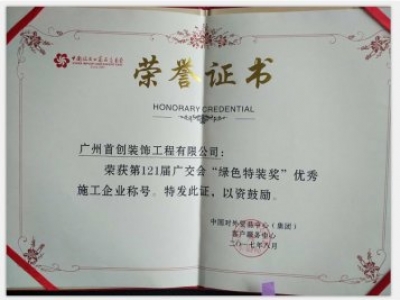 荣誉证书
HONORARY CREDENTIAL
广州首创装饰工程有限公司：
荣获第121届广交会“绿色特装奖”优秀
施工企业称号。特发此证，以资鼓励。
中国对外贸易中心（集团）
客户服务中心
二〇一七年八月